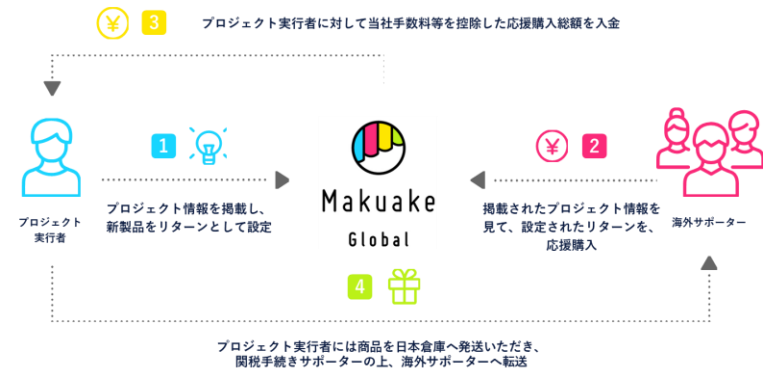 ¥ 3 プロジェクト実行者に対して当社手数料等を控除した応援購入総額を入金
1
¥ 2
Makuake
Global
プロジェクト
実行者
プロジェクト情報を掲載し、
新製品をリターンとして設定
掲載されたプロジェクト情報を
見て、設定されたリターンを、
応援購入
海外サポーター
4
プロジェクト実行者には商品を日本倉庫へ発送いただき、
関税手続きサポーターの上、海外サポーターへ転送